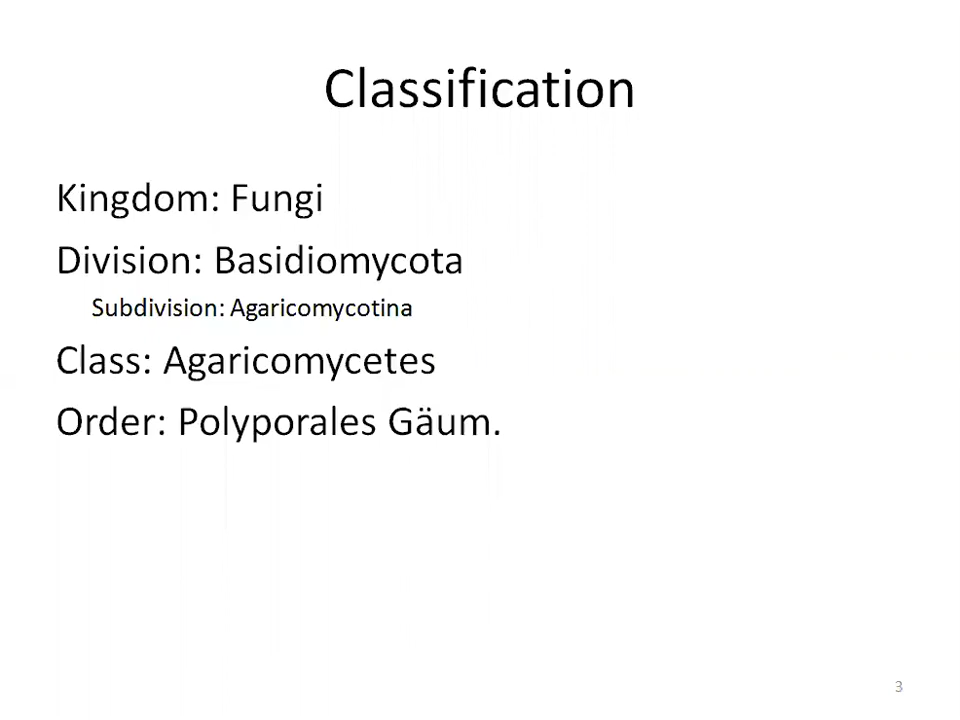 Classification
Kingdom: Fungi
Division: Basidiomycota
Subdivision: Agaricomycotina
Class: Agaricomycetes
Order: Polyporales Gäum.
3